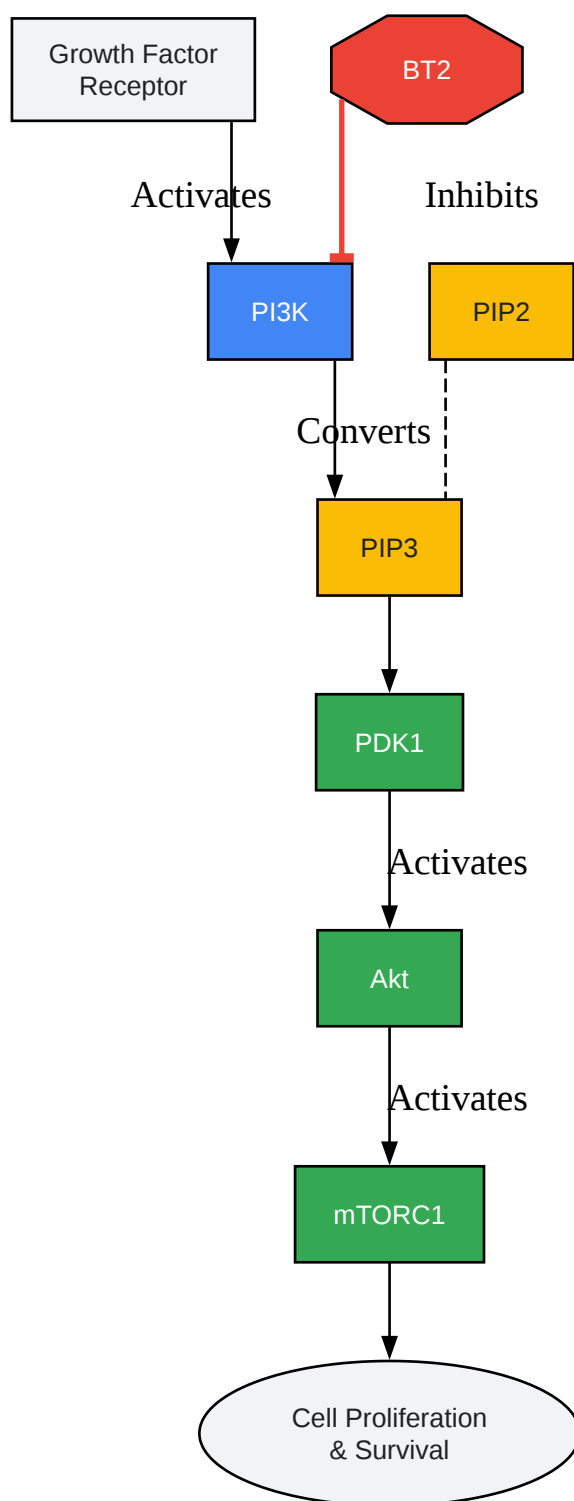 Growth Factor
Receptor
BT2
Activates
Inhibits
PI3K
PIP2
Converts
PIP3
PDK1
Activates
Akt
Activates
mTORC1
Cell Proliferation
& Survival